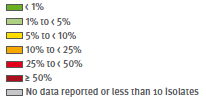 < 1%
1% to < 5%
5% to < 10%
10% to < 25%
25% to < 50%
≥ 50%
No data reported or less than 10 isolates